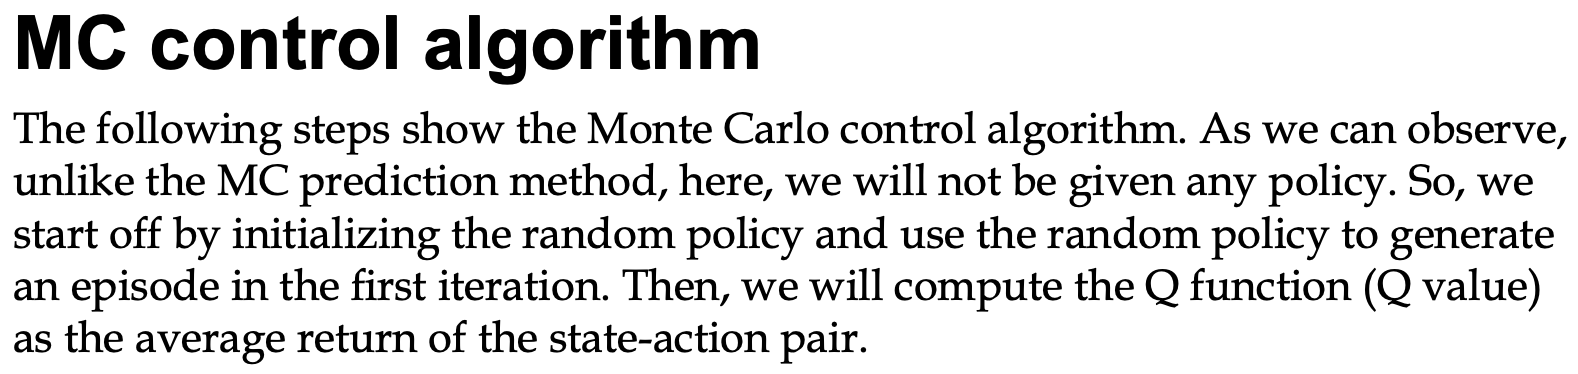 MC control algorithm
The following steps show the Monte Carlo control algorithm. As we can observe,
unlike the MC prediction method, here, we will not be given any policy. So, we
start off by initializing the random policy and use the random policy to generate
an episode in the first iteration. Then, we will compute the Q function (Q value)
as the average return of the state-action pair.